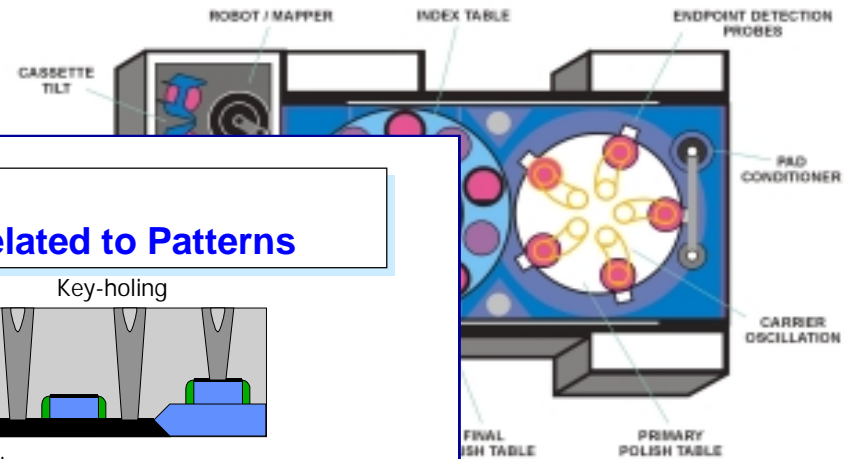 ROBOT / MAPPER
INDEX TABLE
ENDPOINT DETECTION
PROBES
CASSETTE
TILT
PAD
CONDITIONER
elated to Patterns
Key-holing
CARRIER
OSCILLATION
FINAL
ISH TABLE
PRIMARY
POLISH TABLE